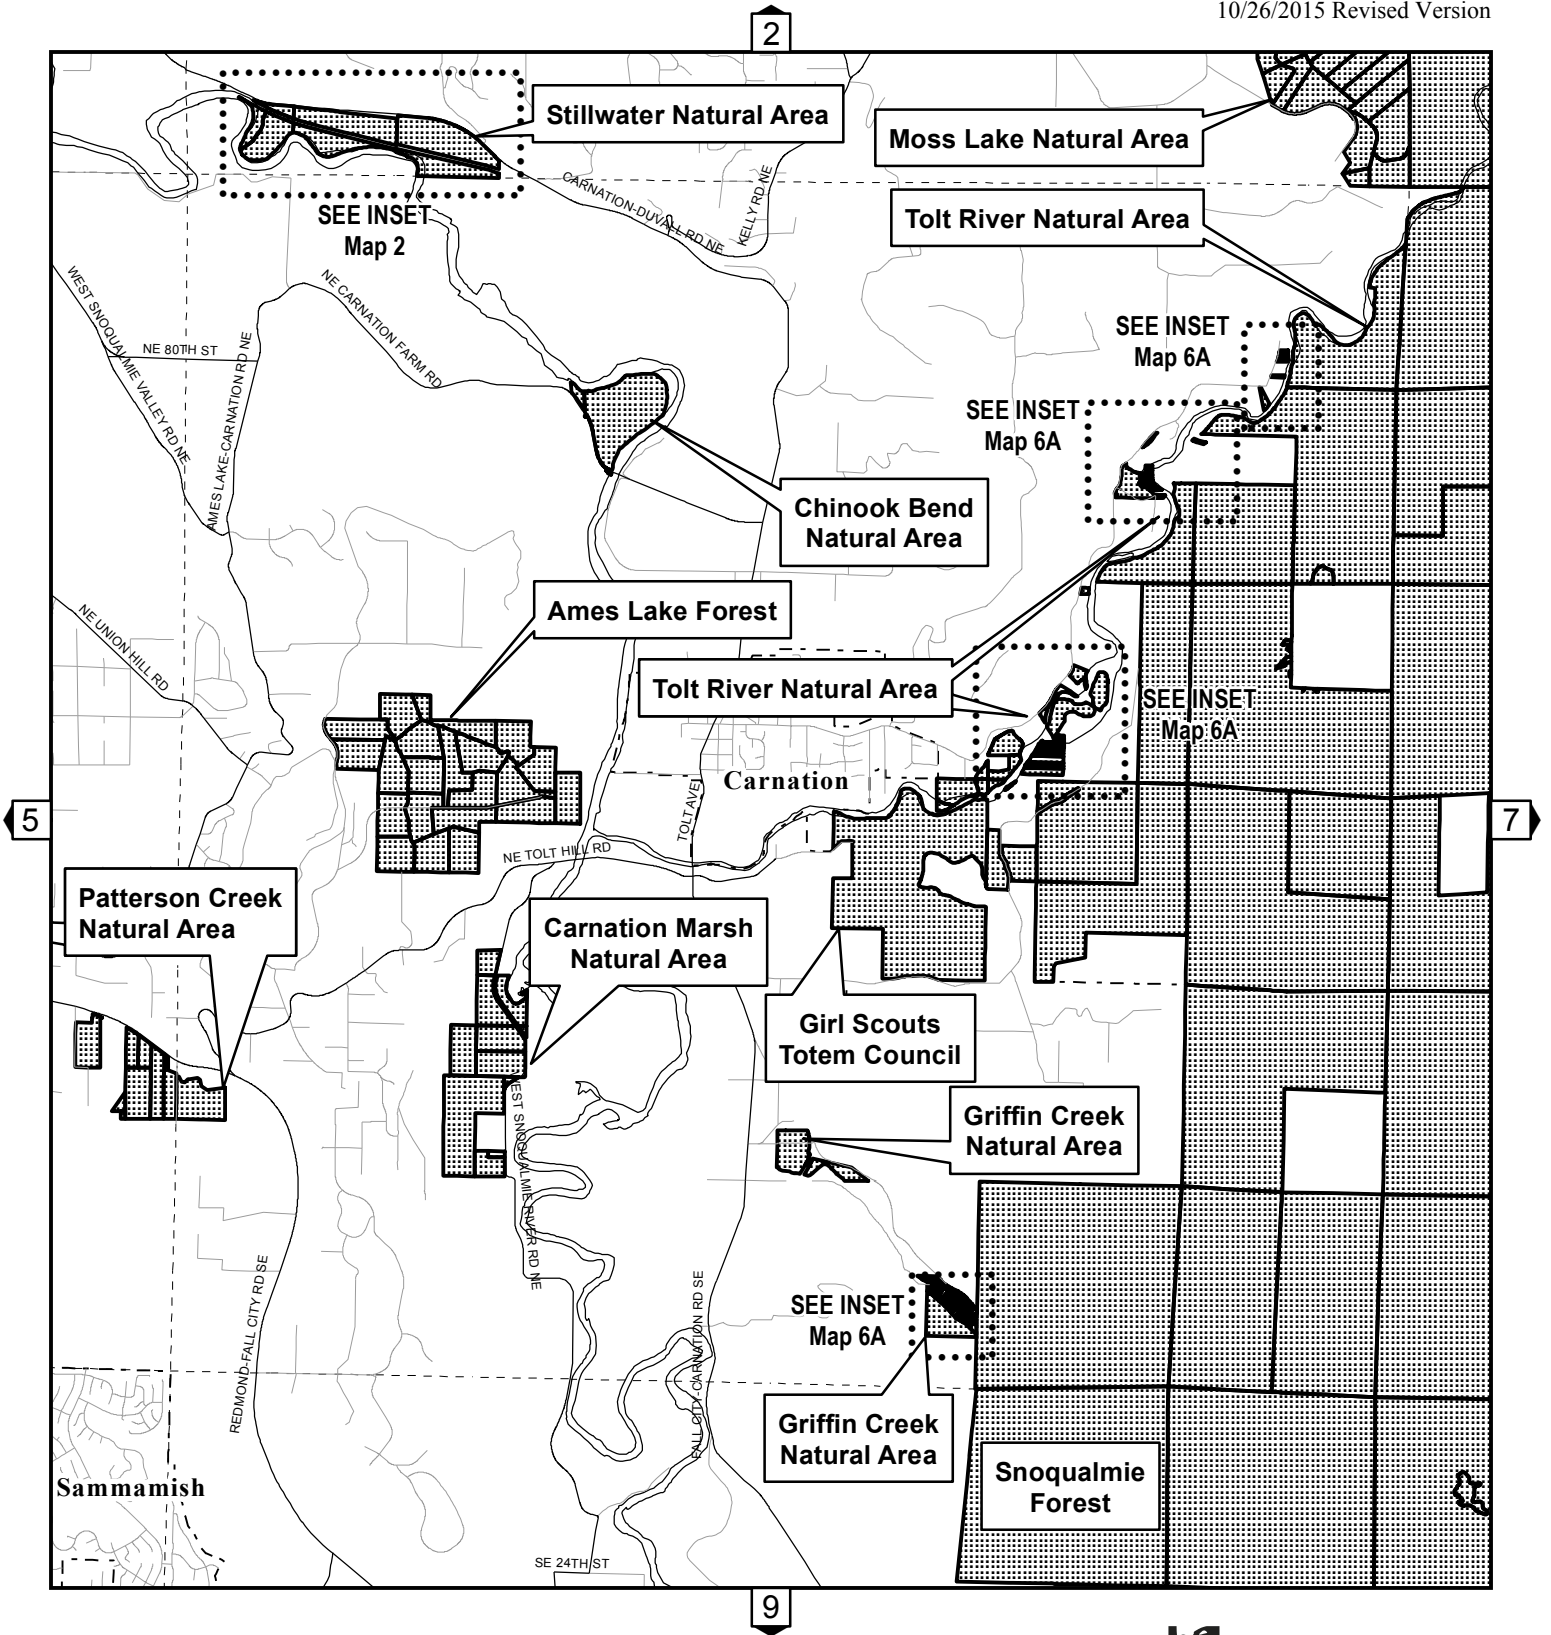 10/26/2015 Revised Version
2
Stillwater Natural Area
Moss Lake Natural Area
CARNATION-DUVALL RD NE
KELLY RD NE
Tolt River Natural Area
SEE INSET
Map 2
WEST SNOQUALMIE VALLEY RD NE
NE CARNATION FARM RD
NE 80TH ST
AMES LAKE-CARNATION RD NE
SEE INSET
Map 6A
SEE INSET
Map 6A
Chinook Bend
Natural Area
Ames Lake Forest
NE UNION HILL RD
Tolt River Natural Area
SEE INSET
Map 6A
Carnation
TOLT AVE
5
7
NE TOLT HILL RD
Patterson Creek
Natural Area
Carnation Marsh
Natural Area
Girl Scouts
Totem Council
WEST SNOQUALMIE RIVER RD NE
Griffin Creek
Natural Area
REDMOND-FALL CITY RD SE
FALL CITY-CARNATION RD SE
SEE INSET
Map 6A
Griffin Creek
Natural Area
Snoqualmie
Forest
Sammamish
SE 24TH ST
9